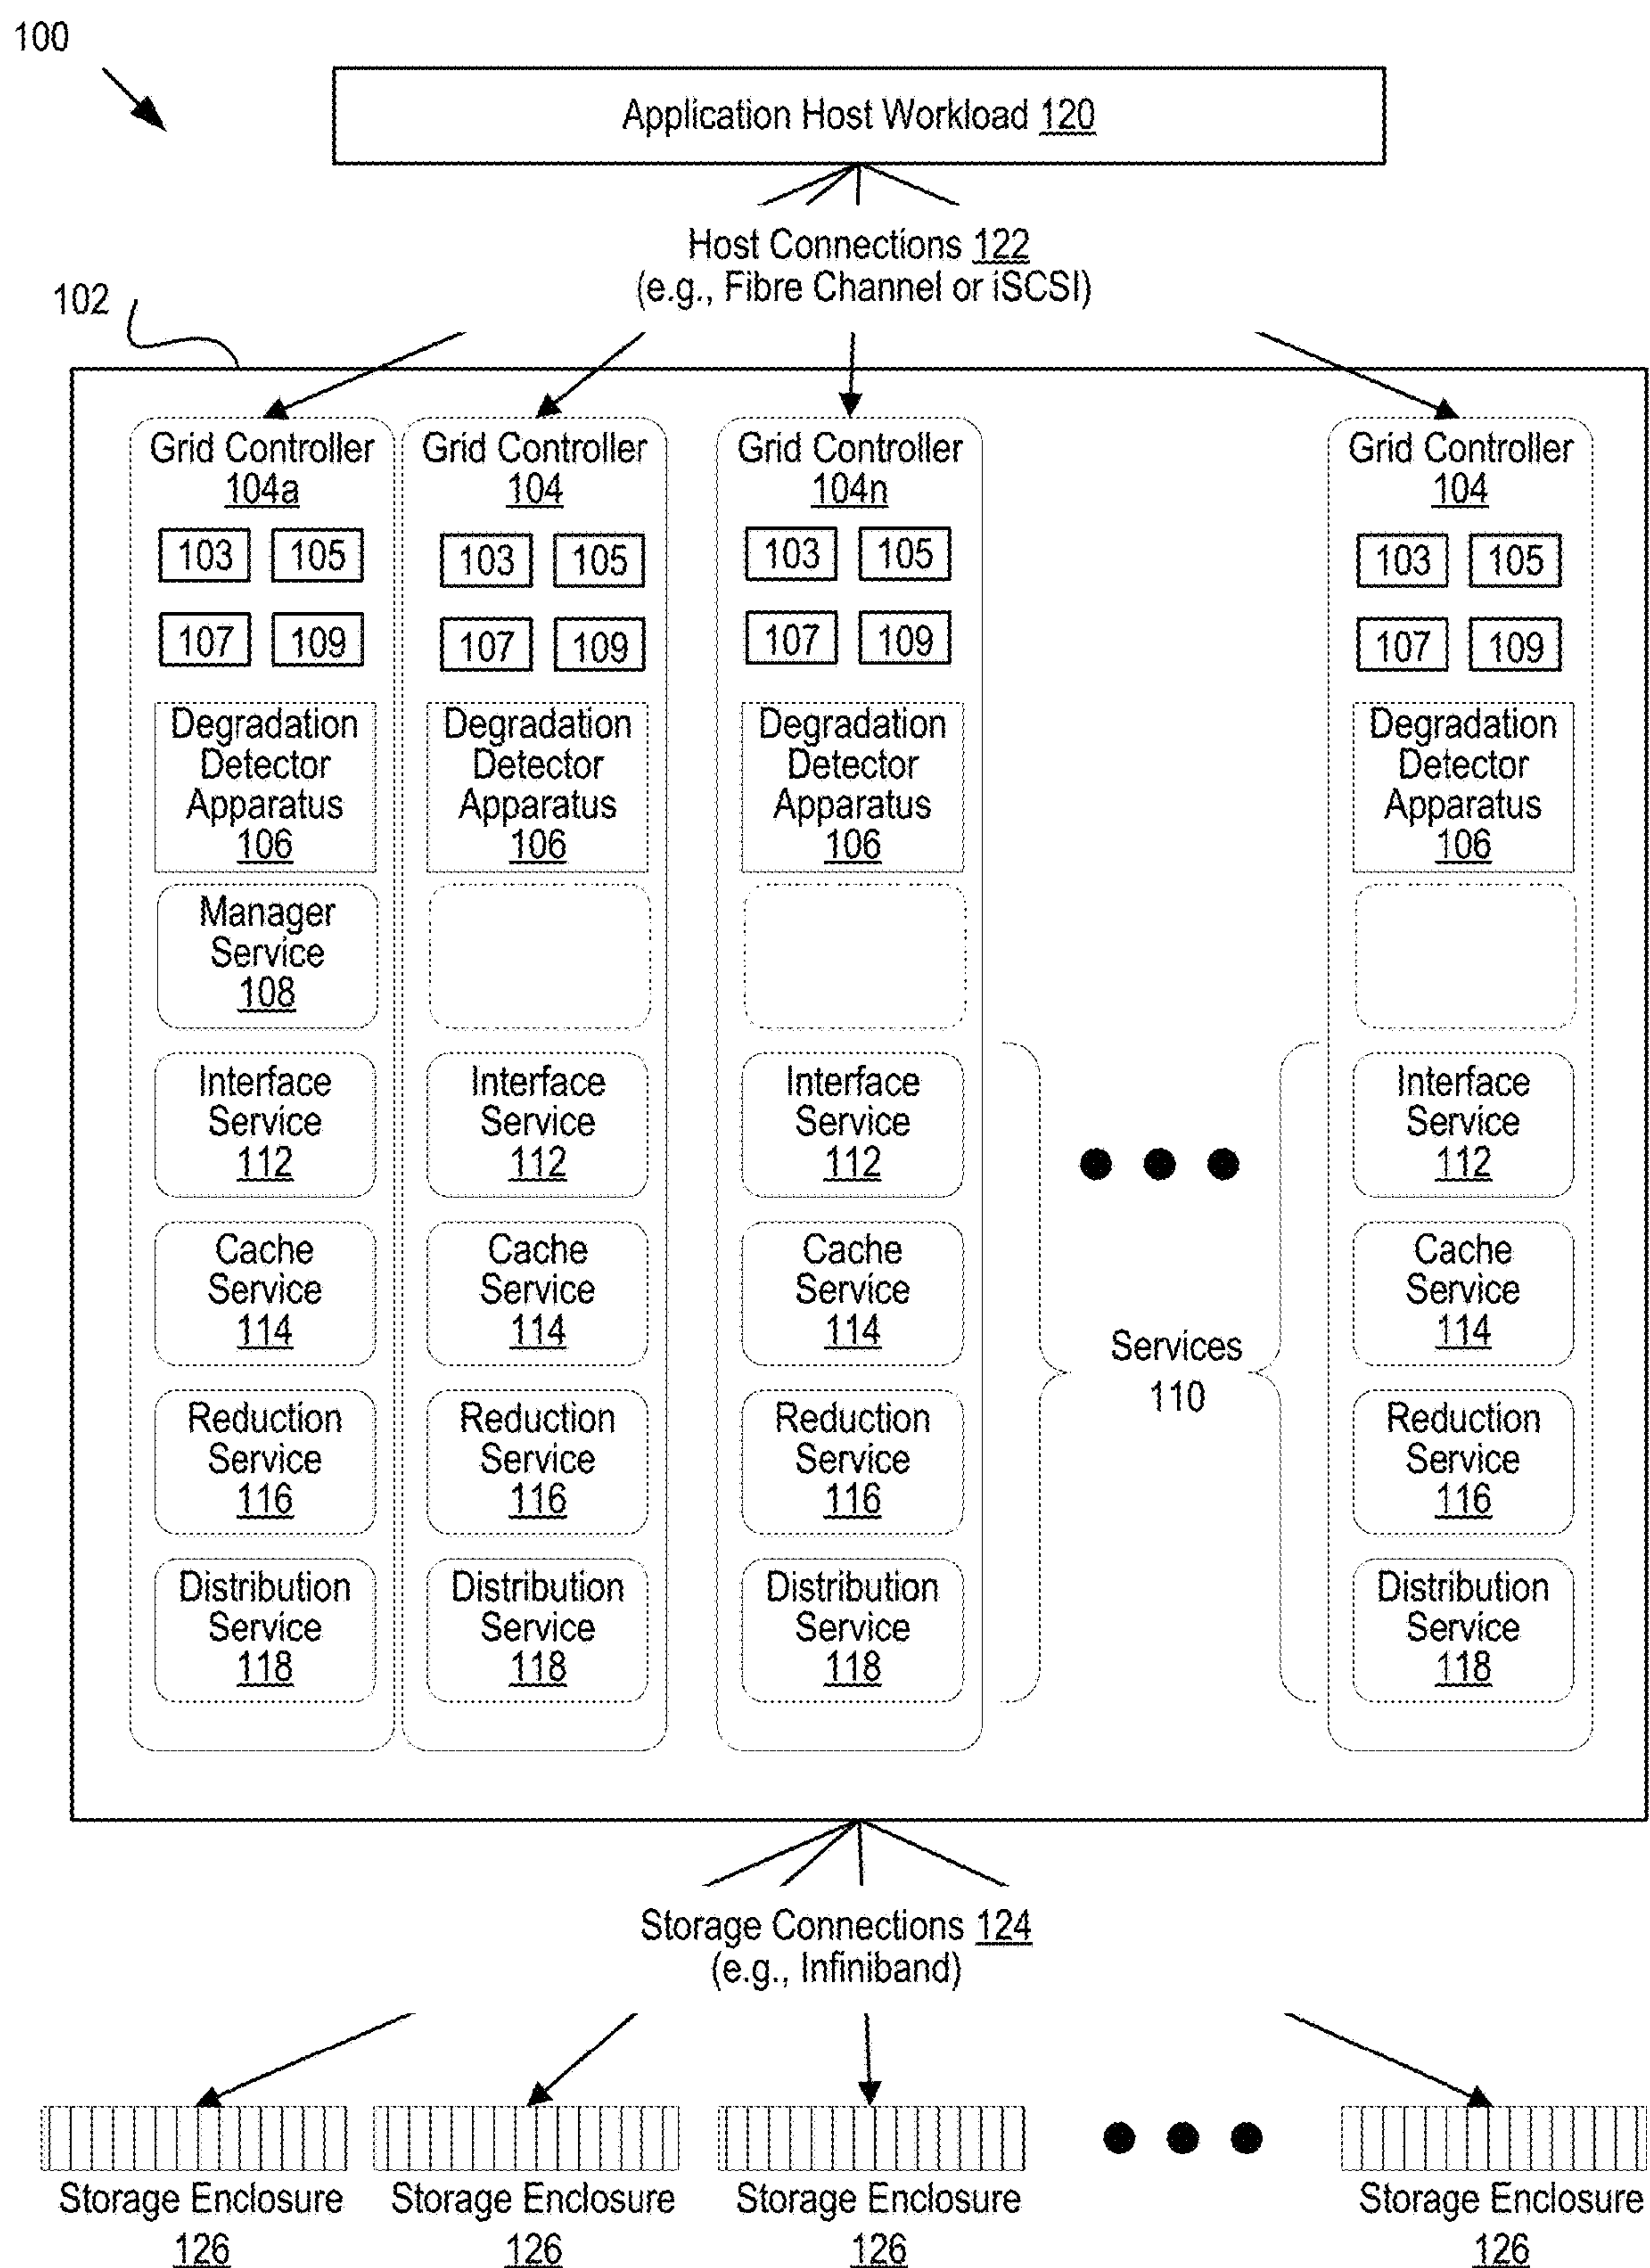 100
Application Host Workload 120
Host Connections 122
(e.g., Fibre Channel or iSCSI)
102
Grid Controller
104a
103 105
107 109
Degradation
Detector
Apparatus
106
Manager
Service
108
Interface
Service
112
Cache
Service
114
Reduction
Service
116
Distribution
Service
118
Grid Controller
104
103 105
107 109
Degradation
Detector
Apparatus
106
Interface
Service
112
Cache
Service
114
Reduction
Service
116
Distribution
Service
118
Grid Controller
104n
103 105
107 109
Degradation
Detector
Apparatus
106
Interface
Service
112
Cache
Service
114
Reduction
Service
116
Distribution
Service
118
Services
110
Grid Controller
104
103 105
107 109
Degradation
Detector
Apparatus
106
Interface
Service
112
Cache
Service
114
Reduction
Service
116
Distribution
Service
118
Storage Connections 124
(e.g., Infiniband)
Storage Enclosure
126
Storage Enclosure
126
Storage Enclosure
126
Storage Enclosure
126